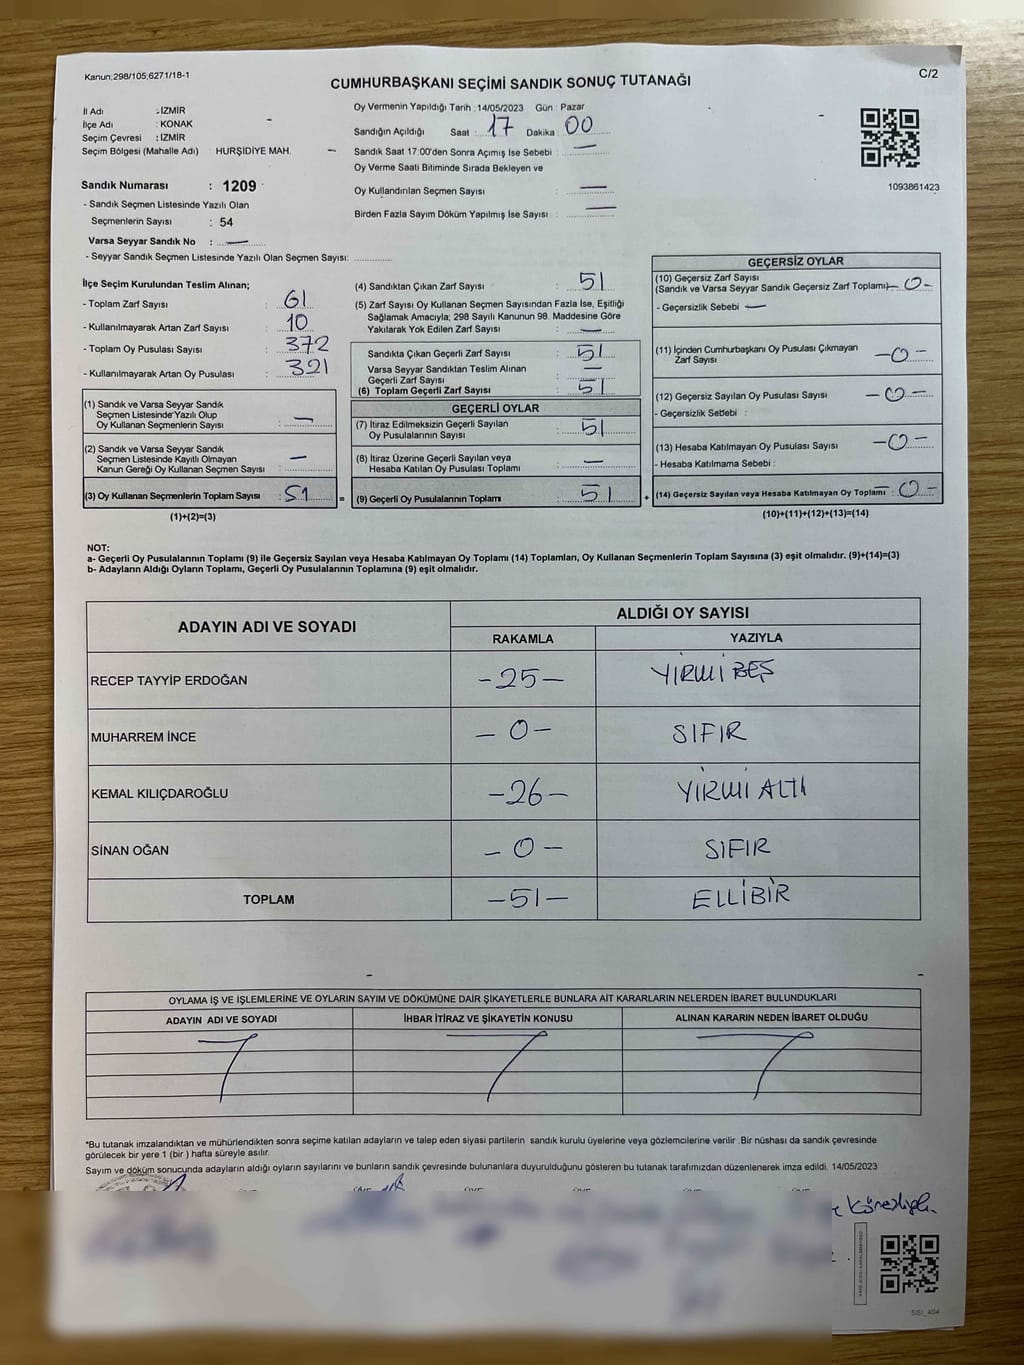 Kanun:298/105;6271/18-1
C/2
CUMHURBAŞKANI SEÇİMİ SANDIK SONUÇ TUTANAĞI
İl Adı : İZMİR
İlçe Adı : KONAK
Seçim Çevresi : İZMİR
Seçim Bölgesi (Mahalle Adı) HURŞİDİYE MAH.
Sandık Numarası : 1209
- Sandık Seçmen Listesinde Yazılı Olan
Seçmenlerin Sayısı : 54
Varsa Seyyar Sandık No : —
- Seyyar Sandık Seçmen Listesinde Yazılı Olan Seçmen Sayısı:
Oy Vermenin Yapıldığı Tarih : 14/05/2023 Gün : Pazar
Sandığın Açıldığı Saat : 17 Dakika : 00
Sandık Saat 17:00'den Sonra Açımış İse Sebebi : —
Oy Verme Saati Bitiminde Sırada Bekleyen ve
Oy Kullandırılan Seçmen Sayısı : —
Birden Fazla Sayım Döküm Yapılmış İse Sayısı : —
1093861423
İlçe Seçim Kurulundan Teslim Alınan;
- Toplam Zarf Sayısı : 61
- Kullanılmayarak Artan Zarf Sayısı : 10
- Toplam Oy Pusulası Sayısı : 372
- Kullanılmayarak Artan Oy Pusulası : 321
(1) Sandık ve Varsa Seyyar Sandık
Seçmen Listesinde Yazılı Olup
Oy Kullanan Seçmenlerin Sayısı : —
(2) Sandık ve Varsa Seyyar Sandık
Seçmen Listesinde Kayıtlı Olmayan
Kanun Gereği Oy Kullanan Seçmen Sayısı : —
(3) Oy Kullanan Seçmenlerin Toplam Sayısı : 51 =
(1)+(2)=(3)
(4) Sandıktan Çıkan Zarf Sayısı : 51
(5) Zarf Sayısı Oy Kullanan Seçmen Sayısından Fazla İse, Eşitliği
Sağlamak Amacıyla; 298 Sayılı Kanunun 98. Maddesine Göre
Yakılarak Yok Edilen Zarf Sayısı : —
Sandıkta Çıkan Geçerli Zarf Sayısı : 51
Varsa Seyyar Sandıktan Teslim Alınan
Geçerli Zarf Sayısı : —
(6) Toplam Geçerli Zarf Sayısı : 51
GEÇERLİ OYLAR
(7) İtiraz Edilmeksizin Geçerli Sayılan
Oy Pusulalarının Sayısı : 51
(8) İtiraz Üzerine Geçerli Sayılan veya
Hesaba Katılan Oy Pusulası Toplamı : —
(9) Geçerli Oy Pusulalarının Toplamı : 51 +
GEÇERSİZ OYLAR
(10) Geçersiz Zarf Sayısı
(Sandık ve Varsa Seyyar Sandık Geçersiz Zarf Toplamı) -0-
- Geçersizlik Sebebi : —
(11) İçinden Cumhurbaşkanı Oy Pusulası Çıkmayan
Zarf Sayısı -0-
(12) Geçersiz Sayılan Oy Pusulası Sayısı -0-
- Geçersizlik Sebebi :
(13) Hesaba Katılmayan Oy Pusulası Sayısı -0-
- Hesaba Katılmama Sebebi :
(14) Geçersiz Sayılan veya Hesaba Katılmayan Oy Toplamı : -0-
(10)+(11)+(12)+(13)=(14)
NOT:
a- Geçerli Oy Pusulalarının Toplamı (9) ile Geçersiz Sayılan veya Hesaba Katılmayan Oy Toplamı (14) Toplamları, Oy Kullanan Seçmenlerin Toplam Sayısına (3) eşit olmalıdır. (9)+(14)=(3)
b- Adayların Aldığı Oyların Toplamı, Geçerli Oy Pusulalarının Toplamına (9) eşit olmalıdır.
ADAYIN ADI VE SOYADI ALDIĞI OY SAYISI
RAKAMLA YAZIYLA
RECEP TAYYİP ERDOĞAN -25- YİRMİ BEŞ
MUHARREM İNCE -0- SIFIR
KEMAL KILIÇDAROĞLU -26- YİRMİ ALTI
SİNAN OĞAN -0- SIFIR
TOPLAM -51- ELLİBİR
OYLAMA İŞ VE İŞLEMLERİNE VE OYLARIN SAYIM VE DÖKÜMÜNE DAİR ŞİKAYETLERLE BUNLARA AİT KARARLARIN NELERDEN İBARET BULUNDUKLARI
ADAYIN ADI VE SOYADI İHBAR İTİRAZ VE ŞİKAYETİN KONUSU ALINAN KARARIN NEDEN İBARET OLDUĞU
*Bu tutanak imzalandıktan ve mühürlendikten sonra seçime katılan adayların ve talep eden siyasi partilerin sandık kurulu üyelerine veya gözlemcilerine verilir .Bir nüshası da sandık çevresinde
görülecek bir yere 1 (bir ) hafta süreyle asılır.
Sayım ve döküm sonucunda adayların aldığı oyların sayılarını ve bunların sandık çevresinde bulunanlara duyurulduğunu gösteren bu tutanak tarafımızdan düzenlenerek imza edildi. 14/05/2023